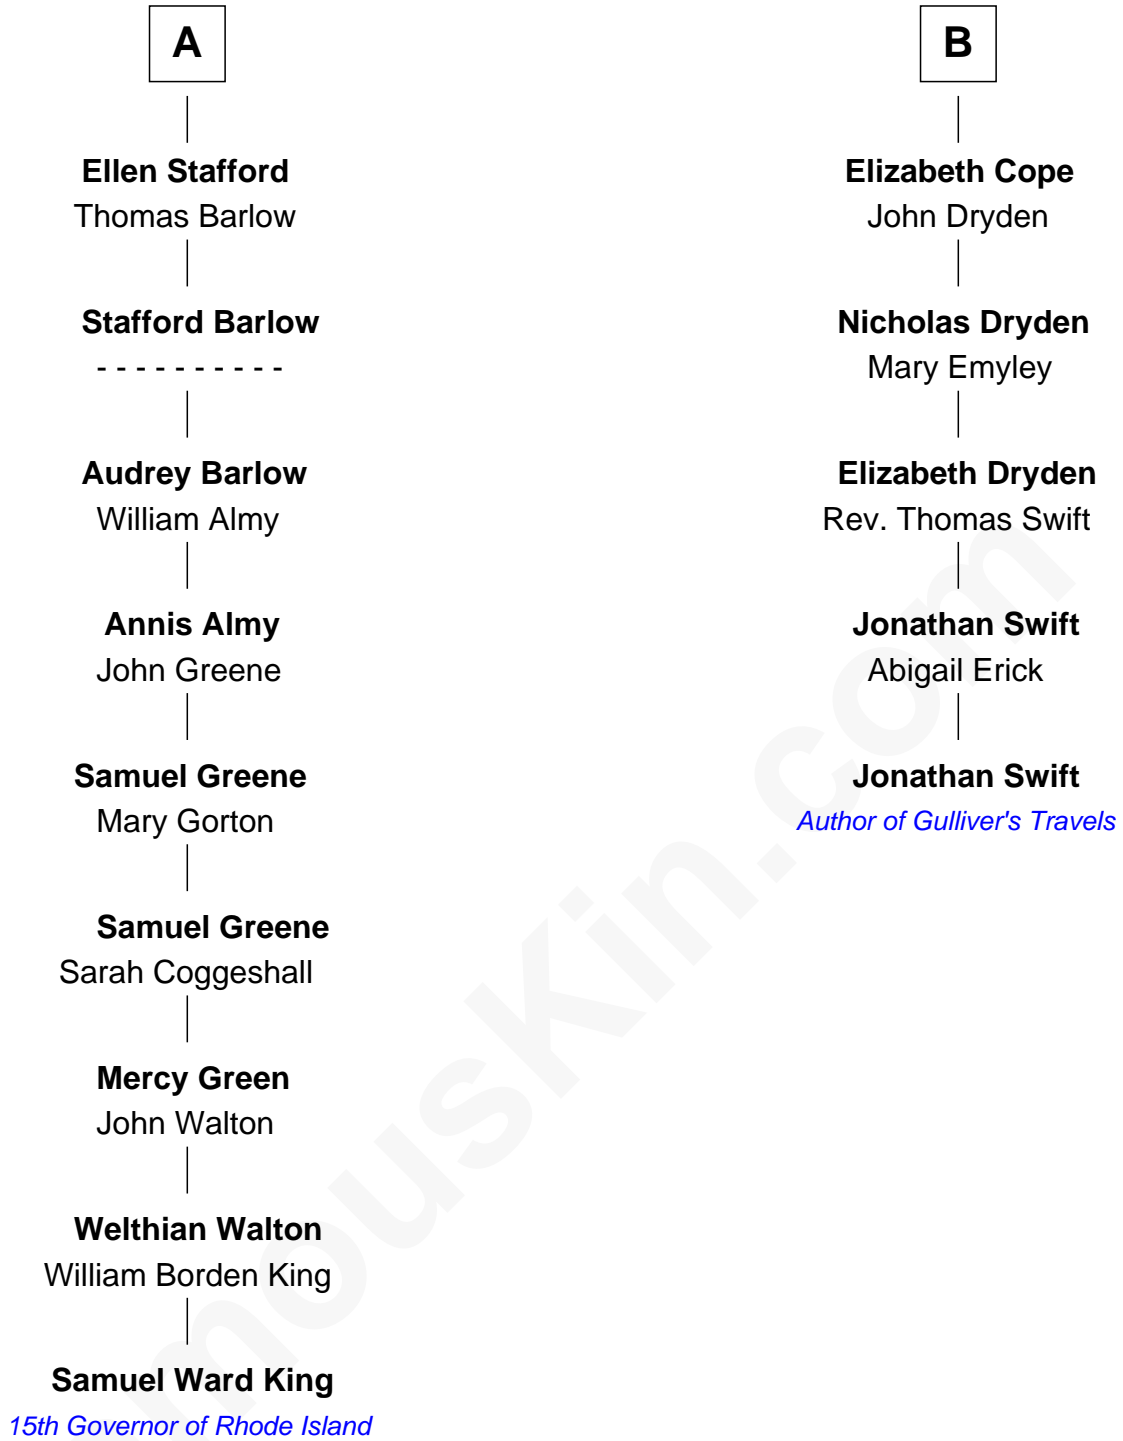 A
Ellen Stafford
Thomas Barlow
Stafford Barlow
- - - - - - - - - -
Audrey Barlow
William Almy
Annis Almy
John Greene
Samuel Greene
Mary Gorton
Samuel Greene
Sarah Coggeshall
Mercy Green
John Walton
Welthian Walton
William Borden King
Samuel Ward King
15th Governor of Rhode Island
B
Elizabeth Cope
John Dryden
Nicholas Dryden
Mary Emyley
Elizabeth Dryden
Rev. Thomas Swift
Jonathan Swift
Abigail Erick
Jonathan Swift
Author of Gulliver's Travels
mousKin.com